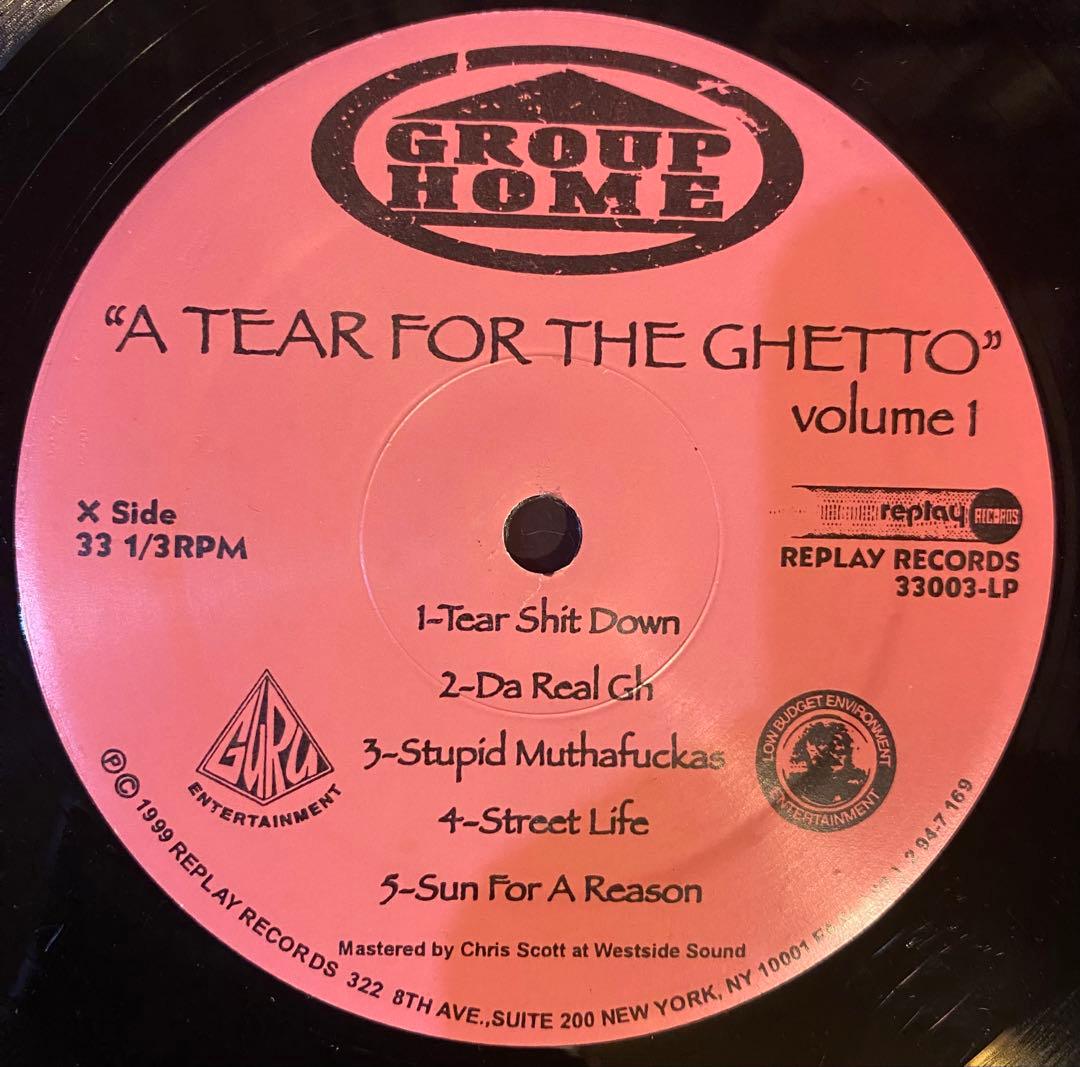 GROUP
HOME
“A TEAR FOR THE GHETTO”
volume 1
X Side
33 1/3RPM
replay RECORDS
REPLAY RECORDS
33003-LP
1-Tear Shit Down
2-Da Real Gh
3-Stupid Muthafuckas
4-Street Life
5-Sun For A Reason
GURU
ENTERTAINMENT
LOW BUDGET ENVIRONMENT
ENTERTAINMENT
Mastered by Chris Scott at Westside Sound
℗© 1999 REPLAY RECORDS 322 8TH AVE.,SUITE 200 NEW YORK, NY 10001